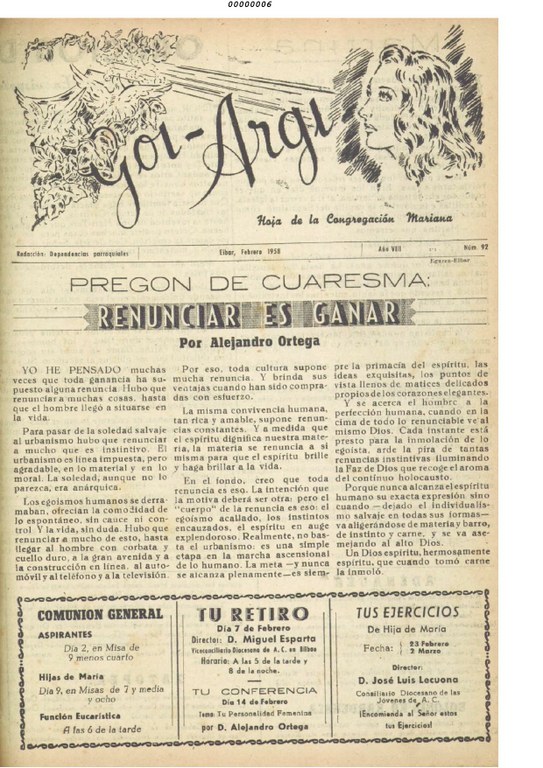 00000006
Goi-Argi
Hoja de la Congregación Mariana
Redacción: Dependencias parroquiales
Eibar, Febrero 1958
Año VIII
Núm. 92
PREGON DE CUARESMA:
RENUNCIAR ES GANAR
Por Alejandro Ortega
YO HE PENSADO muchas
veces que toda ganancia ha su-
puesto alguna renuncia. Hubo que
renunciar a muchas cosas, hasta
que el hombre llegó a situarse en
la vida.
Para pasar de la soledad salvaje
al urbanismo hubo que renunciar
a mucho que es instintivo. El
urbanismo es línea impuesta, pero
agradable, en lo material y en lo
moral. La soledad, aunque no lo
parezca, era anárquica.
Los egoismos humanos se derra-
maban, ofrecían la comodidad de
lo espontáneo, sin cauce ni con-
trol Y la vida, sin duda. Hubo que
renunciar a mucho de esto, hasta
llegar al hombre con corbata y
cuello duro, a la gran avenida y a
la construcción en línea, al auto-
móvil y al teléfono y a la televisión.
Por eso, toda cultura supone
mucha renuncia. Y brinda sus
ventajas cuando han sido compra-
das con esfuerzo.
La misma convivencia humana,
tan rica y amable, supone renun-
cias constantes. Y a medida que
el espíritu dignifica nuestra mate-
ria, la materia se renuncia a si
misma para que el espíritu brille
y haga brillar a la vida.
En el fondo, creo que toda
renuncia es eso. La intención que
la motiva deberá ser otra; pero el
"cuerpo" de la renuncia es eso: el
egoísmo acallado, los instintos
encauzados, el espíritu en auge
explendoroso. Realmente, no bas-
ta el urbanismo: es una simple
etapa en la marcha ascensional
de lo humano. La meta—y nunca
se alcanza plenamente—es siem-
pre la primacía del espíritu, las
ideas exquisitas, los puntos de
vista llenos de matices delicados
propios de los corazones elegantes.
Y se acerca el hombre a la
perfección humana, cuando en la
cima de todo lo renunciable ve al
mismo Dios. Cada instante está
presto para la inmolación de lo
egoista, arde la pira de tantas
renuncias instintivas iluminando
la Faz de Dios que recoge el aroma
del contínuo holocausto.
Porque nunca alcanza el espíritu
humano su exacta expresión sino
cuando—dejado el individualis-
mo salvaje en todas sus formas—
va aligerándose de materia y barro,
de instinto y carne, y se va ase-
mejando al alto Dios.
Un Dios espíritu, hermosamente
espíritu, que cuando tomó carne
la inmoló.
COMUNION GENERAL
ASPIRANTES
Día 2, en Misa de
9 menos cuarto
Hijas de María
Día 9, en Misas de 7 y media
y ocho
Función Eucarística
A las 6 de la tarde
TU RETIRO
Día 7 de Febrero
Director: D. Miguel Esparta
Viceconsiliario Diocesano de A. C. en Bilbao
Horario: A las 5 de la tarde y
8 de la noche.
TU CONFERENCIA
Día 14 de Febrero
Tema Tu Personalidad Femenina
por D. Alejandro Ortega
TUS EJERCICIOS
De Hija de María
Fecha: 23 Febrero
2 Marzo
Director:
D. José Luis Lecuona
Consiliario Diocesano de las
Jóvenes de A. C.
¡Encomienda al Señor estos
tus Ejercicios!